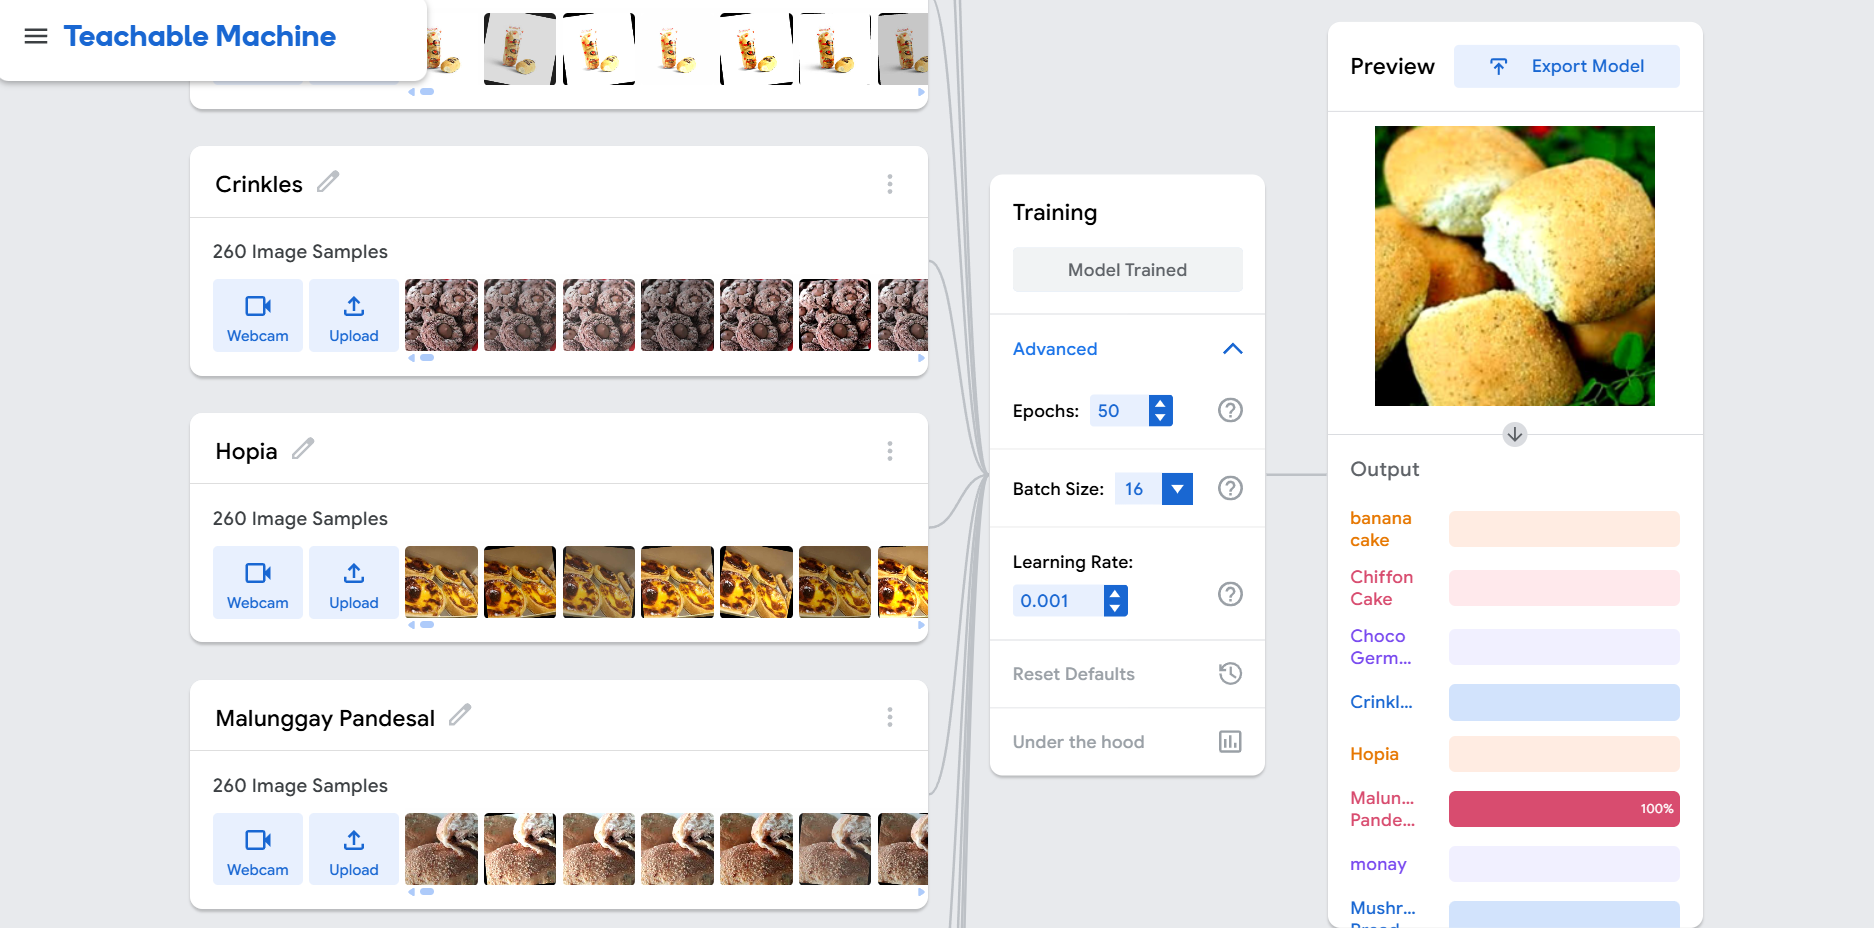 Teachable Machine
Crinkles
260 Image Samples
Webcam
Upload
Hopia
260 Image Samples
Webcam
Upload
Malunggay Pandesal
260 Image Samples
Webcam
Upload
Training
Model Trained
Advanced
Epochs: 50
Batch Size: 16
Learning Rate:
0.001
Reset Defaults
Under the hood
Preview
Export Model
Output
banana
cake
Chiffon
Cake
Choco
Germ...
Crinkl...
Hopia
Malun...
Pande...
100%
monay
Mushr...